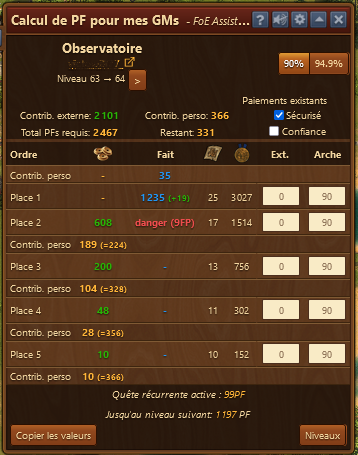 Calcul de PF pour mes GMs - FoE Assist...
Observatoire
Niveau 63 → 64 >
90% 94.9%
Paiements existants
Contrib. externe: 2101 Contrib. perso: 366 Sécurisé
Total PFs requis: 2467 Restant: 331 Confiance
Ordre Fait Ext. Arche
Contrib. perso - 35
Place 1 - 1235 (+19) 25 3027 0 90
Place 2 608 danger (9FP) 17 1514 0 90
Contrib. perso 189 (=224)
Place 3 200 - 13 756 0 90
Contrib. perso 104 (=328)
Place 4 48 - 11 302 0 90
Contrib. perso 28 (=356)
Place 5 10 - 10 152 0 90
Contrib. perso 10 (=366)
Quête récurrente active : 99PF
Jusqu'au niveau suivant: 1197 PF
Copier les valeurs Niveaux